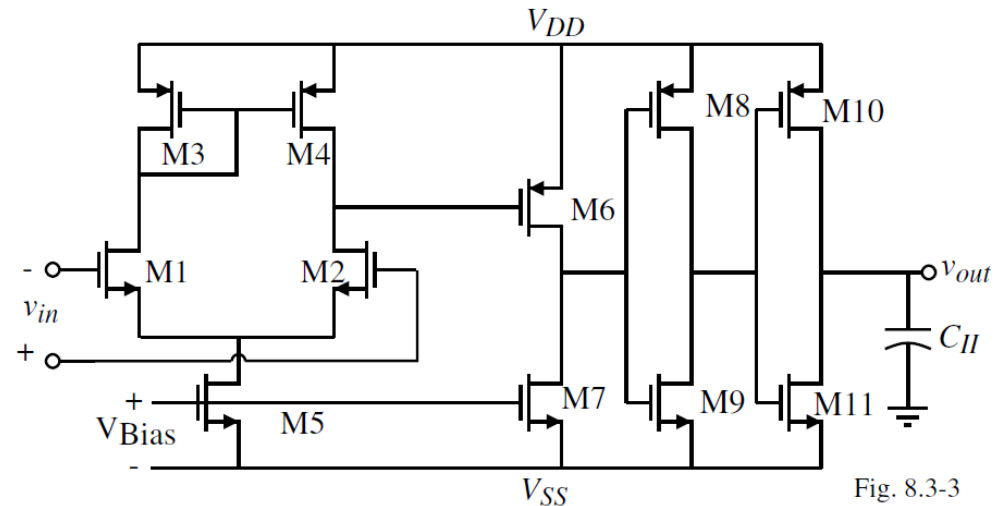 VDD
M3
M4
M8
M10
M6
-
M1
M2
vin
+
vout
CII
+
VBias
-
M5
M7
M9
M11
VSS
Fig. 8.3-3